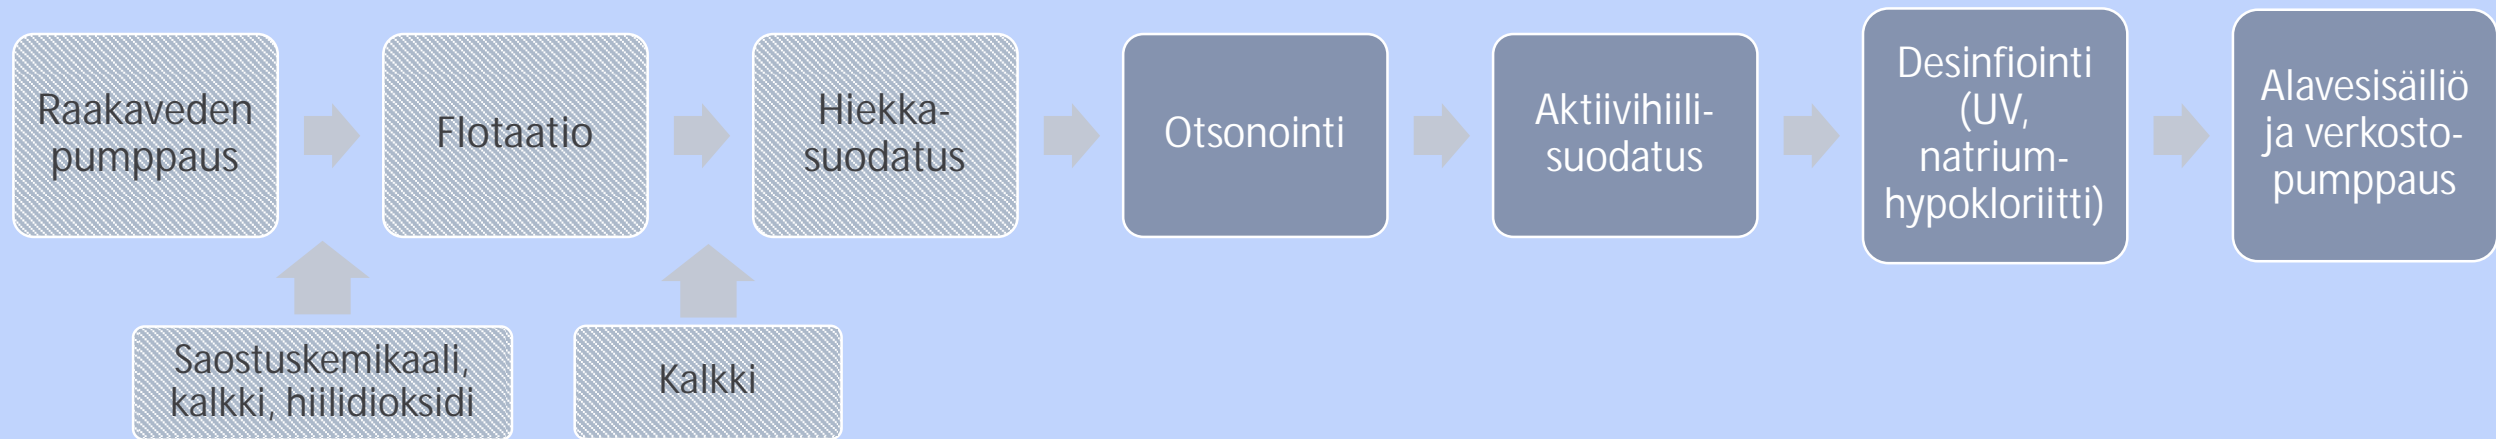 Raakaveden
pumppaus
Flotaatio
Hiekka-
suodatus
Otsonointi
Aktiivihiili-
suodatus
Desinfiointi
(UV,
natrium-
hypokloriitti)
Alavesisäiliö
ja verkosto-
pumppaus
Saostuskemikaali,
kalkki, hiilidioksidi
Kalkki